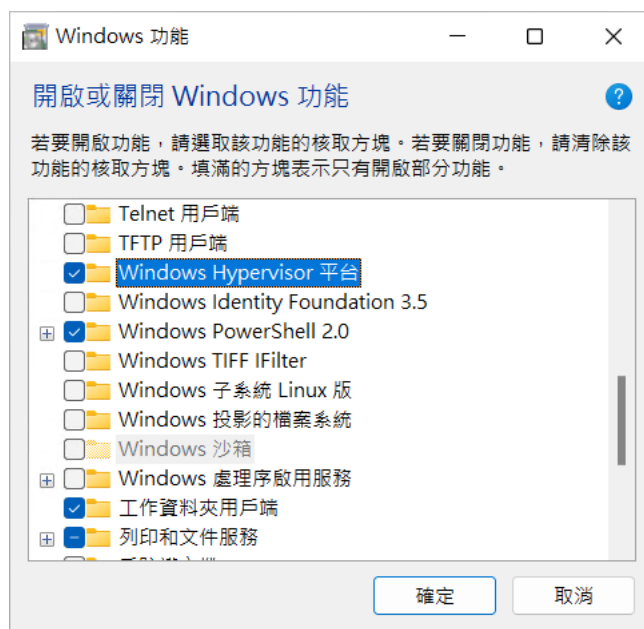 Windows 功能
開啟或關閉 Windows 功能
?
若要開啟功能，請選取該功能的核取方塊。若要關閉功能，請清除該
功能的核取方塊。填滿的方塊表示只有開啟部分功能。
Telnet 用戶端
TFTP 用戶端
Windows Hypervisor 平台
Windows Identity Foundation 3.5
Windows PowerShell 2.0
Windows TIFF IFilter
Windows 子系統 Linux 版
Windows 投影的檔案系統
Windows 沙箱
Windows 處理序啟用服務
工作資料夾用戶端
列印和文件服務
確定
取消